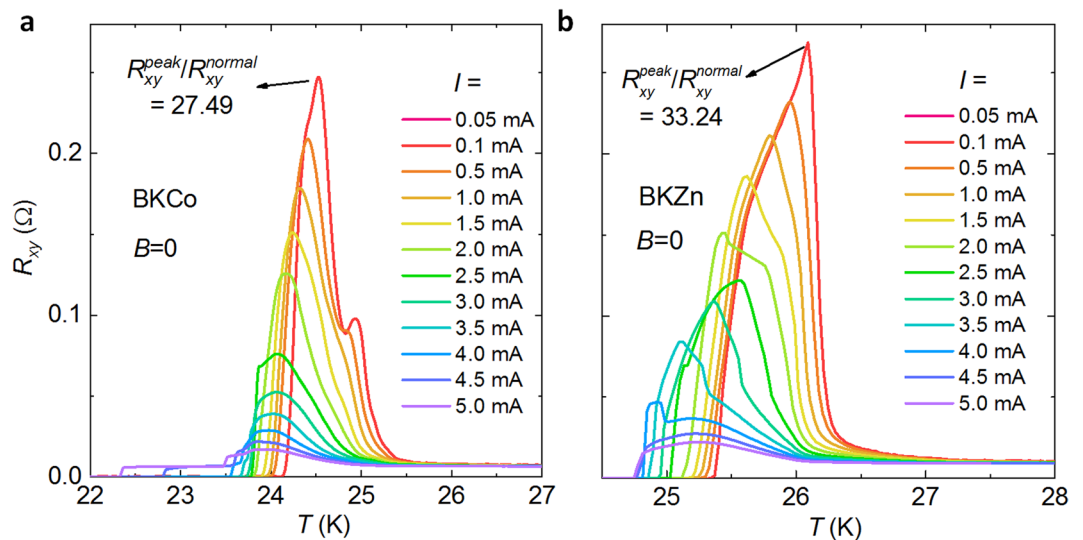 a
R_xy^peak/R_xy^normal
= 27.49
I =
0.05 mA
0.1 mA
0.5 mA
1.0 mA
1.5 mA
2.0 mA
2.5 mA
3.0 mA
3.5 mA
4.0 mA
4.5 mA
5.0 mA
BKCo
B=0
R_xy (Ω)
0.2
0.1
0.0
22 23 24 25 26 27
T (K)
b
R_xy^peak/R_xy^normal
= 33.24
I =
0.05 mA
0.1 mA
0.5 mA
1.0 mA
1.5 mA
2.0 mA
2.5 mA
3.0 mA
3.5 mA
4.0 mA
4.5 mA
5.0 mA
BKZn
B=0
25 26 27 28
T (K)